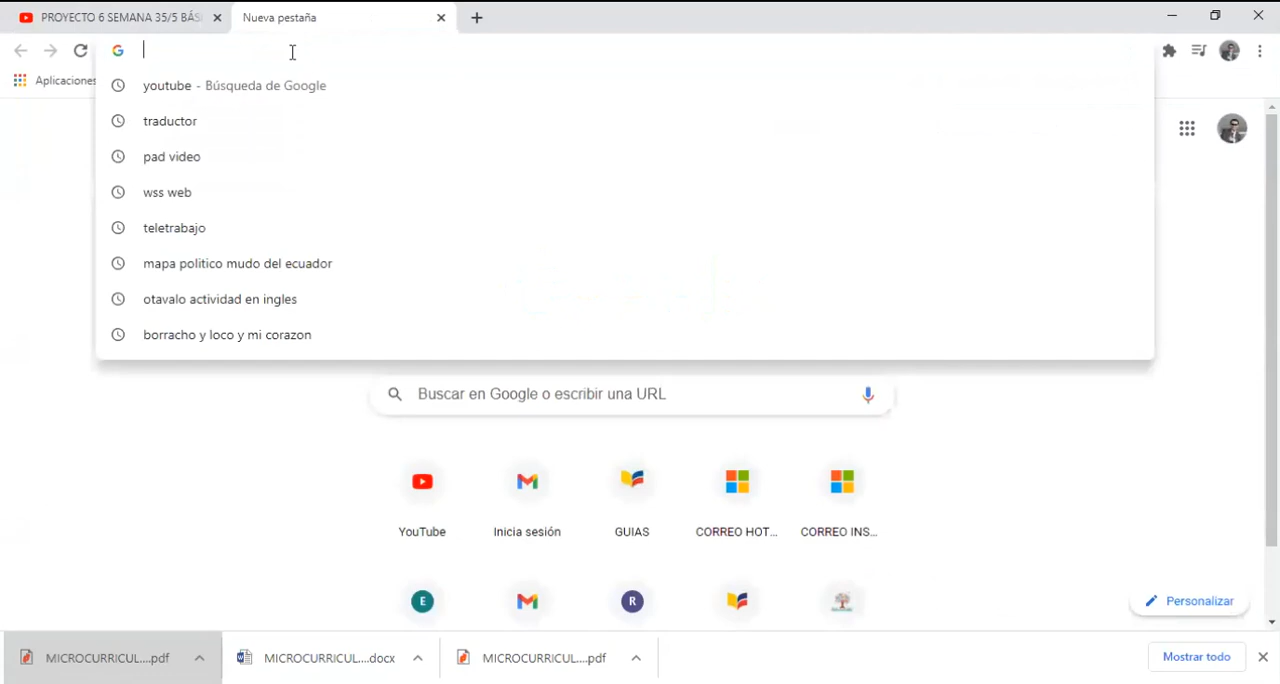 PROYECTO 6 SEMANA 35/5 BÁS
Nueva pestaña
Aplicaciones
youtube - Búsqueda de Google
traductor
pad video
wss web
teletrabajo
mapa politico mudo del ecuador
otavalo actividad en ingles
borracho y loco y mi corazon
Buscar en Google o escribir una URL
YouTube
Inicia sesión
GUIAS
CORREO HOT...
CORREO INS...
E
R
Personalizar
MICROCURRICUL....pdf
MICROCURRICUL....docx
MICROCURRICUL....pdf
Mostrar todo